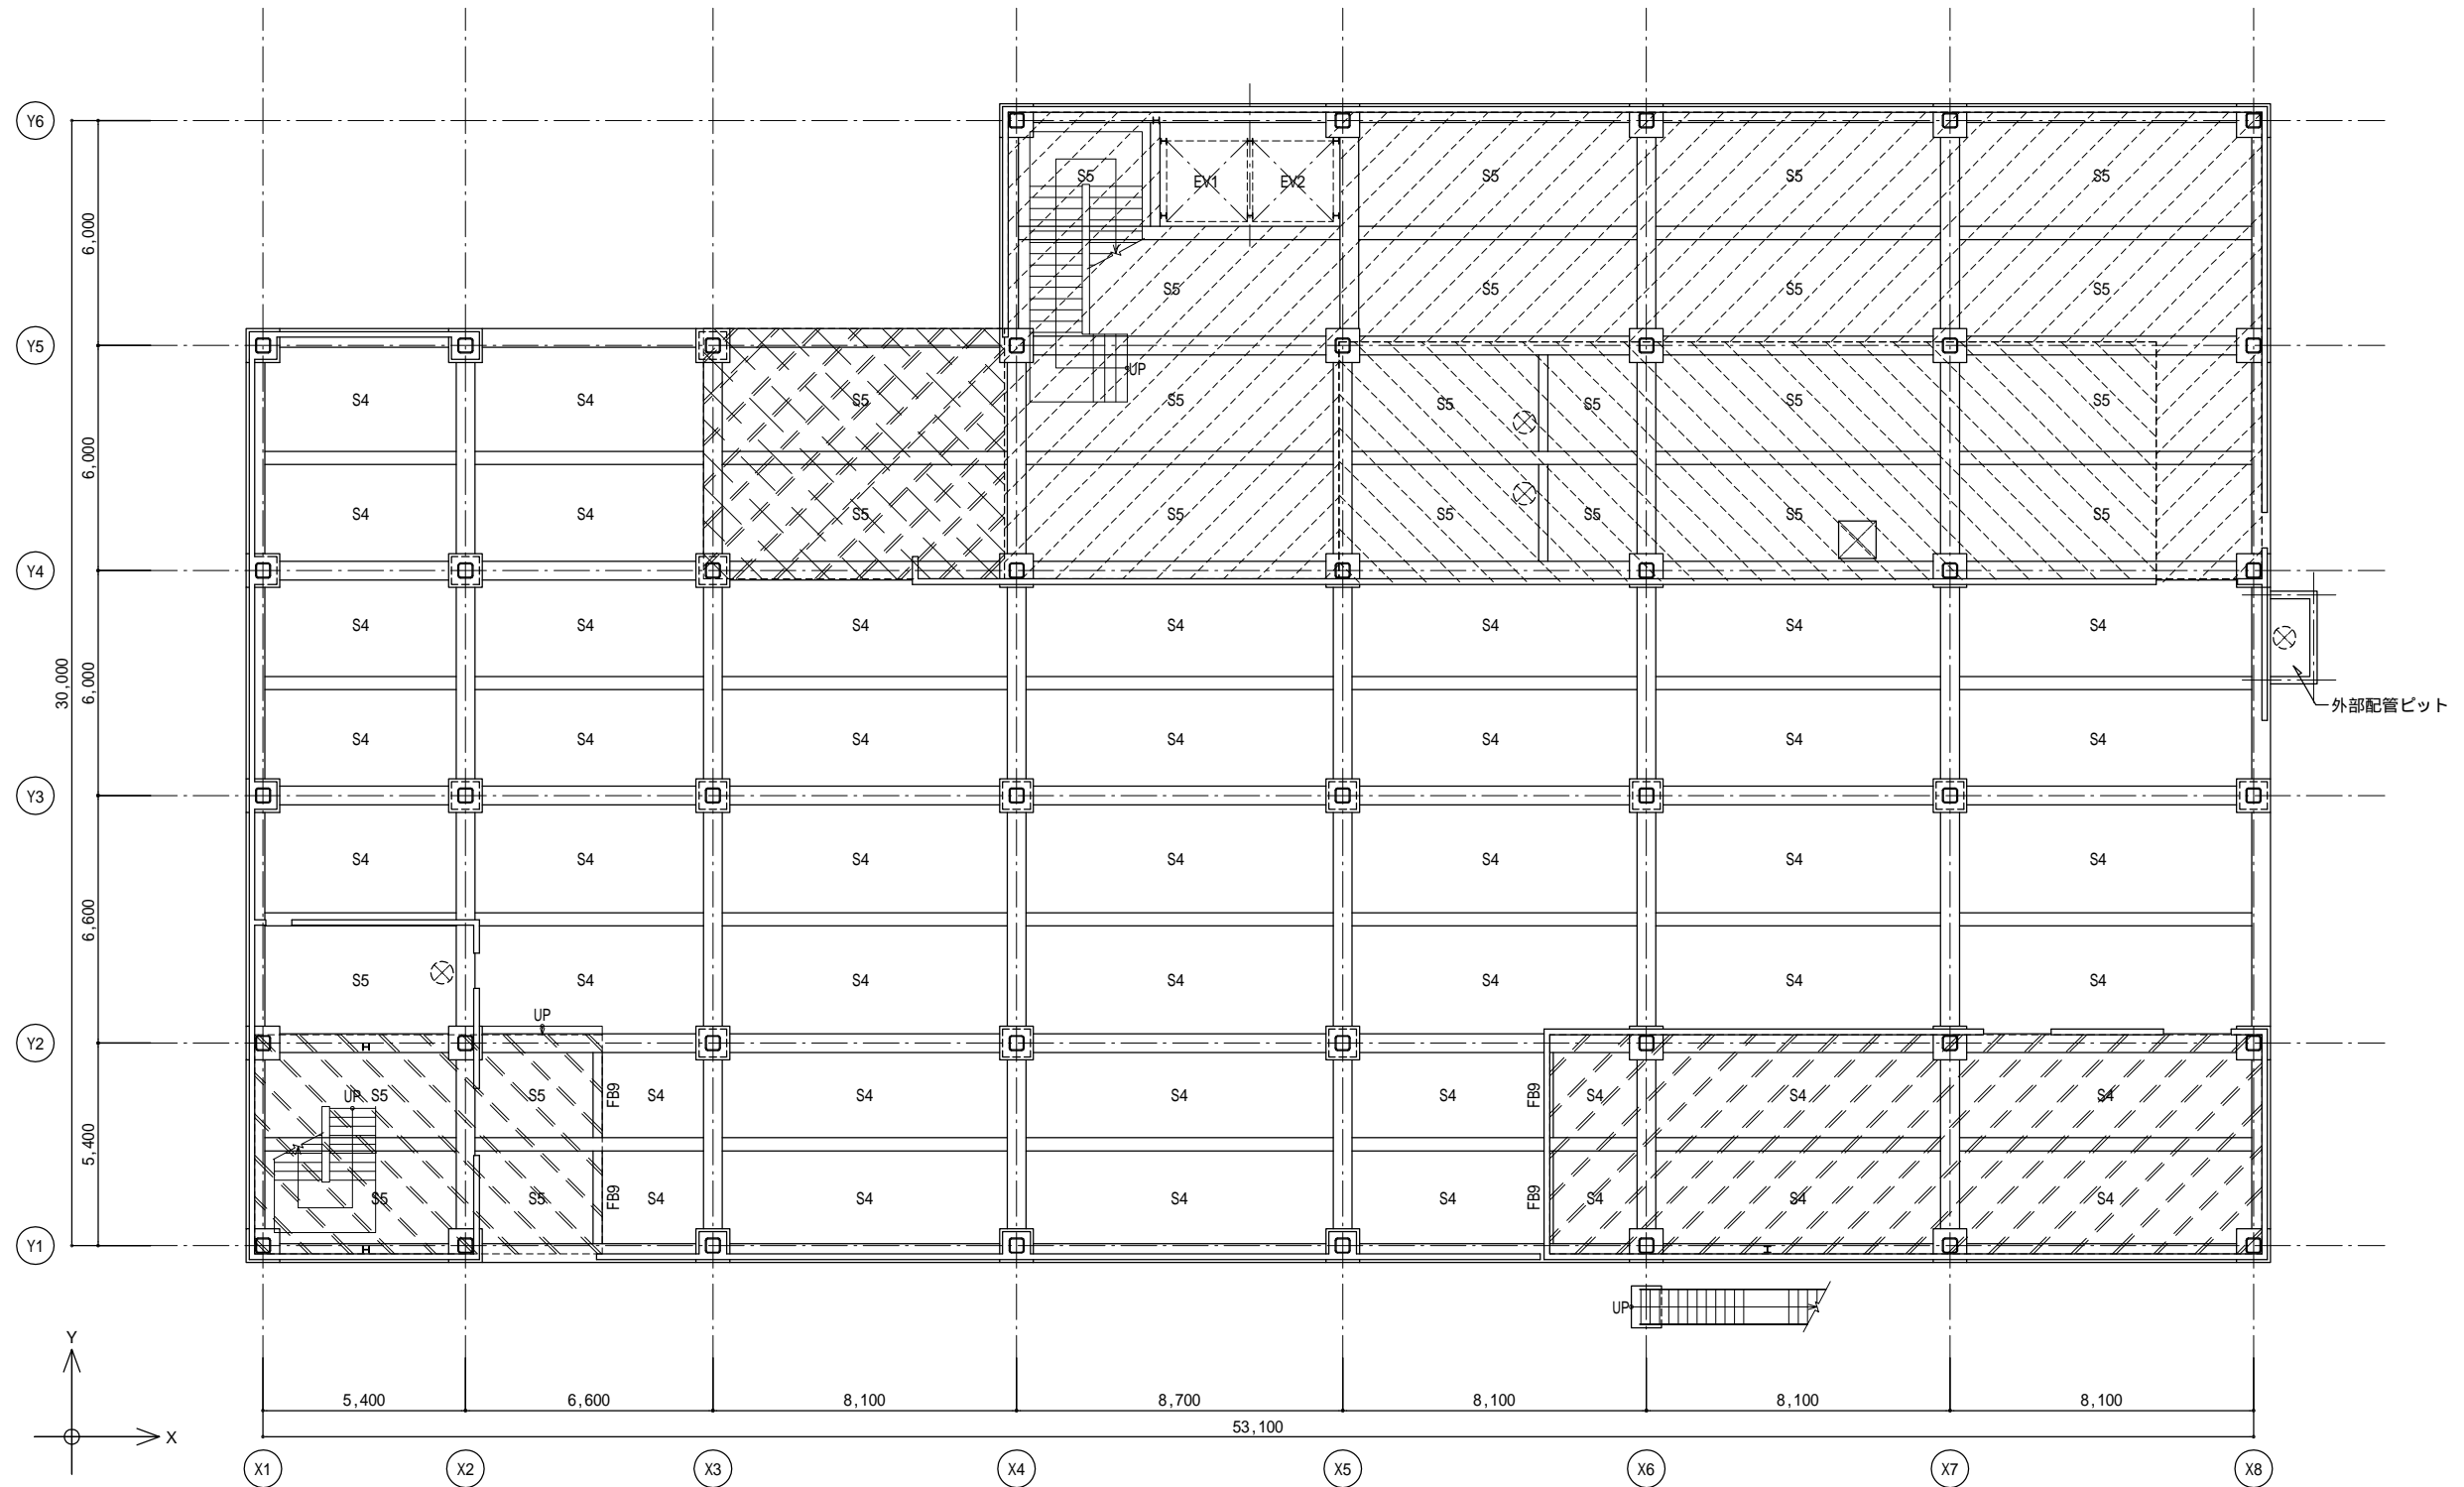 Y6
S5 EV1 EV2 S5 S5 S5
6,000
S5 S5 S5 S5
Y5
UP
S4 S4 S5 S5 S5 S5 S5 S5
6,000
S4 S4 S5 S5 S5 S5 S5 S5
Y4
S4 S4 S4 S4 S4 S4 S4
30,000
6,000
外部配管ピット
S4 S4 S4 S4 S4 S4 S4
Y3
S4 S4 S4 S4 S4 S4 S4
6,600
S5 S4 S4 S4 S4 S4 S4
UP
Y2
UP S5 S5 FB9 S4 S4 S4 S4 FB9 S4 S4 S4
5,400
S5 S5 FB9 S4 S4 S4 S4 FB9 S4 S4 S4
Y1
UP
Y
X
5,400 6,600 8,100 8,700 8,100 8,100 8,100
53,100
X1 X2 X3 X4 X5 X6 X7 X8